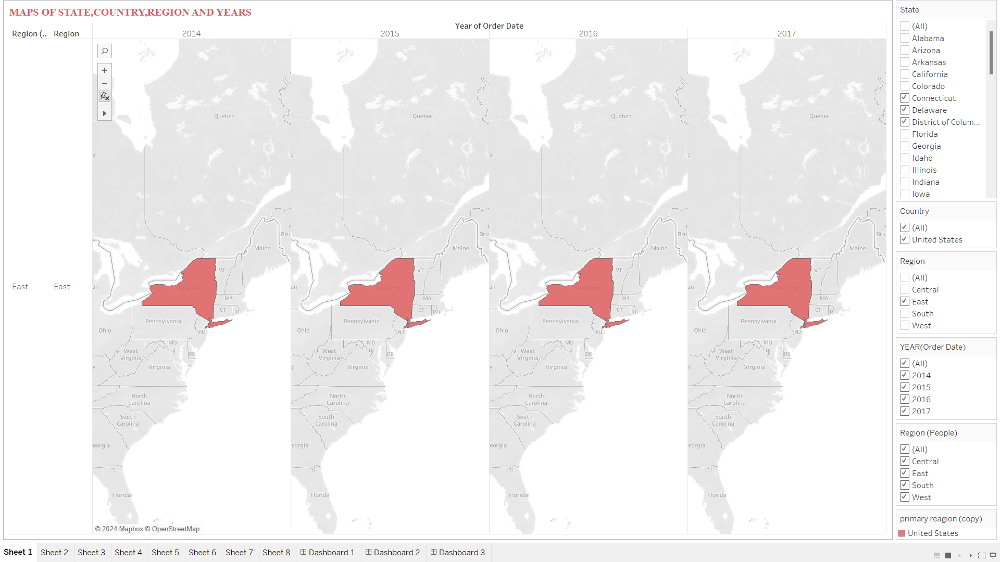 MAPS OF STATE,COUNTRY,REGION AND YEARS
Year of Order Date
Region (.. Region 2014 2015 2016 2017
East East
Quebec
Bru
Maine
VT
an
New York
MA
CT
RI
Pennsylvania
Ohio
NJ
MD
DC
DE
West
Virginia
Virginia
y
North
Carolina
South
Carolina
eorgia
Florida
Quebec
Bru
Maine
VT
an
New York
MA
CT
RI
Pennsylvania
Ohio
NJ
MD
DC
DE
West
Virginia
Virginia
y
North
Carolina
South
Carolina
eorgia
Florida
Quebec
Bru
Maine
VT
an
New York
MA
CT
RI
Pennsylvania
Ohio
NJ
MD
DC
DE
West
Virginia
Virginia
y
North
Carolina
South
Carolina
eorgia
Florida
Quebec
Bru
Maine
VT
an
New York
MA
CT
RI
Pennsylvania
Ohio
NJ
MD
DC
DE
West
Virginia
Virginia
y
North
Carolina
South
Carolina
eorgia
Florida
© 2024 Mapbox © OpenStreetMap
State
(All)
Alabama
Arizona
Arkansas
California
Colorado
Connecticut
Delaware
District of Colum...
Florida
Georgia
Idaho
Illinois
Indiana
Iowa
Country
(All)
United States
Region
(All)
Central
East
South
West
YEAR(Order Date)
(All)
2014
2015
2016
2017
Region (People)
(All)
Central
East
South
West
primary reagion (copy)
United States
Sheet 1 Sheet 2 Sheet 3 Sheet 4 Sheet 5 Sheet 6 Sheet 7 Sheet 8 Dashboard 1 Dashboard 2 Dashboard 3